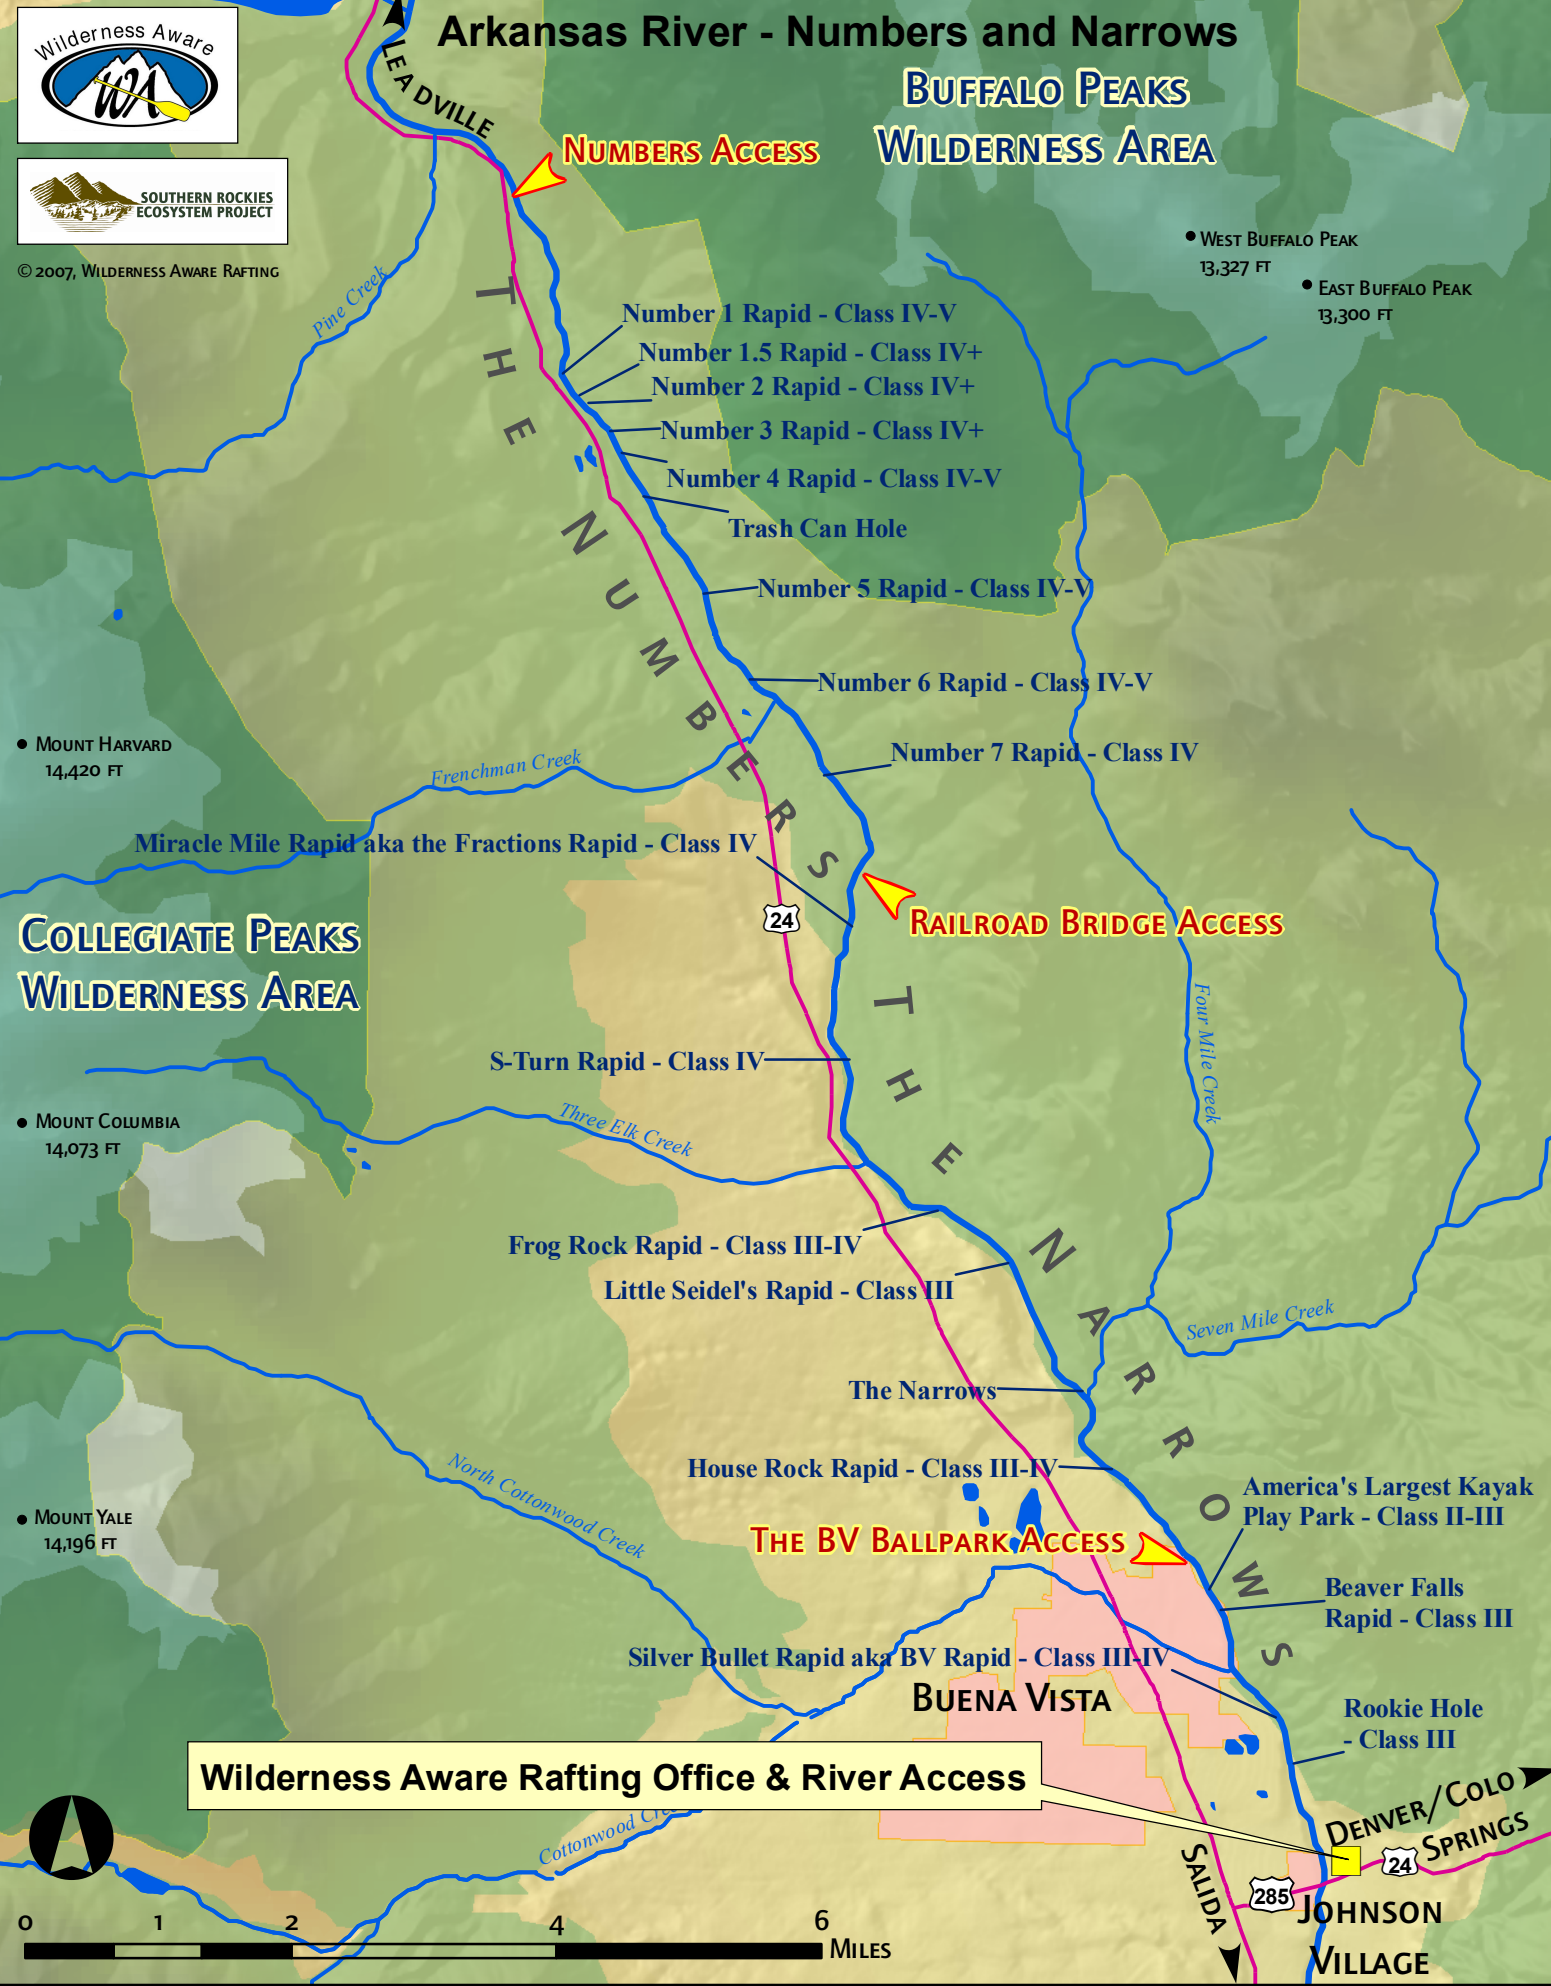 Arkansas River - Numbers and Narrows
Wilderness Aware
WA
SOUTHERN ROCKIES
ECOSYSTEM PROJECT
© 2007, WILDERNESS AWARE RAFTING
LEADVILLE
BUFFALO PEAKS
WILDERNESS AREA
NUMBERS ACCESS
WEST BUFFALO PEAK
13,327 FT
EAST BUFFALO PEAK
13,300 FT
Pine Creek
THE NUMBERS
Number 1 Rapid - Class IV-V
Number 1.5 Rapid - Class IV+
Number 2 Rapid - Class IV+
Number 3 Rapid - Class IV+
Number 4 Rapid - Class IV-V
Trash Can Hole
Number 5 Rapid - Class IV-V
Number 6 Rapid - Class IV-V
Number 7 Rapid - Class IV
MOUNT HARVARD
14,420 FT
Frenchman Creek
Miracle Mile Rapid aka the Fractions Rapid - Class IV
24
RAILROAD BRIDGE ACCESS
COLLEGIATE PEAKS
WILDERNESS AREA
THE NARROWS
Four Mile Creek
S-Turn Rapid - Class IV
MOUNT COLUMBIA
14,073 FT
Three Elk Creek
Frog Rock Rapid - Class III-IV
Little Seidel's Rapid - Class III
Seven Mile Creek
The Narrows
House Rock Rapid - Class III-IV
North Cottonwood Creek
America's Largest Kayak
Play Park - Class II-III
MOUNT YALE
14,196 FT
THE BV BALLPARK ACCESS
Beaver Falls
Rapid - Class III
Silver Bullet Rapid aka BV Rapid - Class III-IV
BUENA VISTA
Rookie Hole
- Class III
Wilderness Aware Rafting Office & River Access
Cottonwood Cre
DENVER/COLO
SPRINGS
24
285
SALIDA
JOHNSON
VILLAGE
0 1 2 4 6
MILES